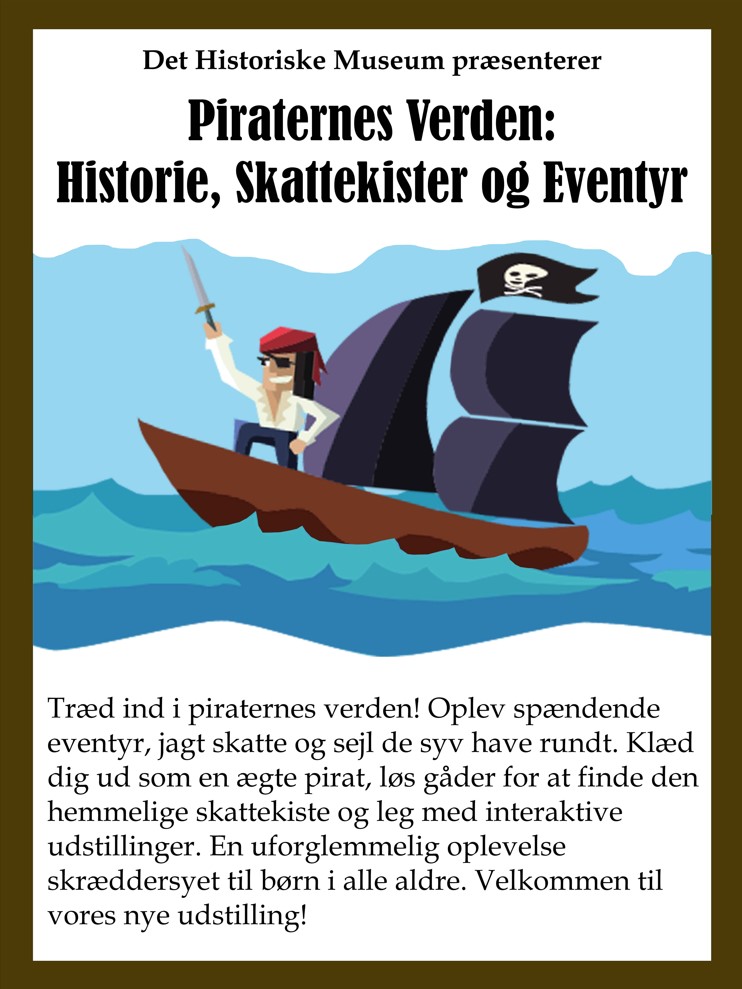 Det Historiske Museum præsenterer
Piraternes Verden:
Historie, Skattekister og Eventyr
Træd ind i piraternes verden! Oplev spændende
eventyr, jagt skatte og sejl de syv have rundt. Klæd
dig ud som en ægte pirat, løs gåder for at finde den
hemmelige skattekiste og leg med interaktive
udstillinger. En uforglemmelig oplevelse
skræddersyet til børn i alle aldre. Velkommen til
vores nye udstilling!